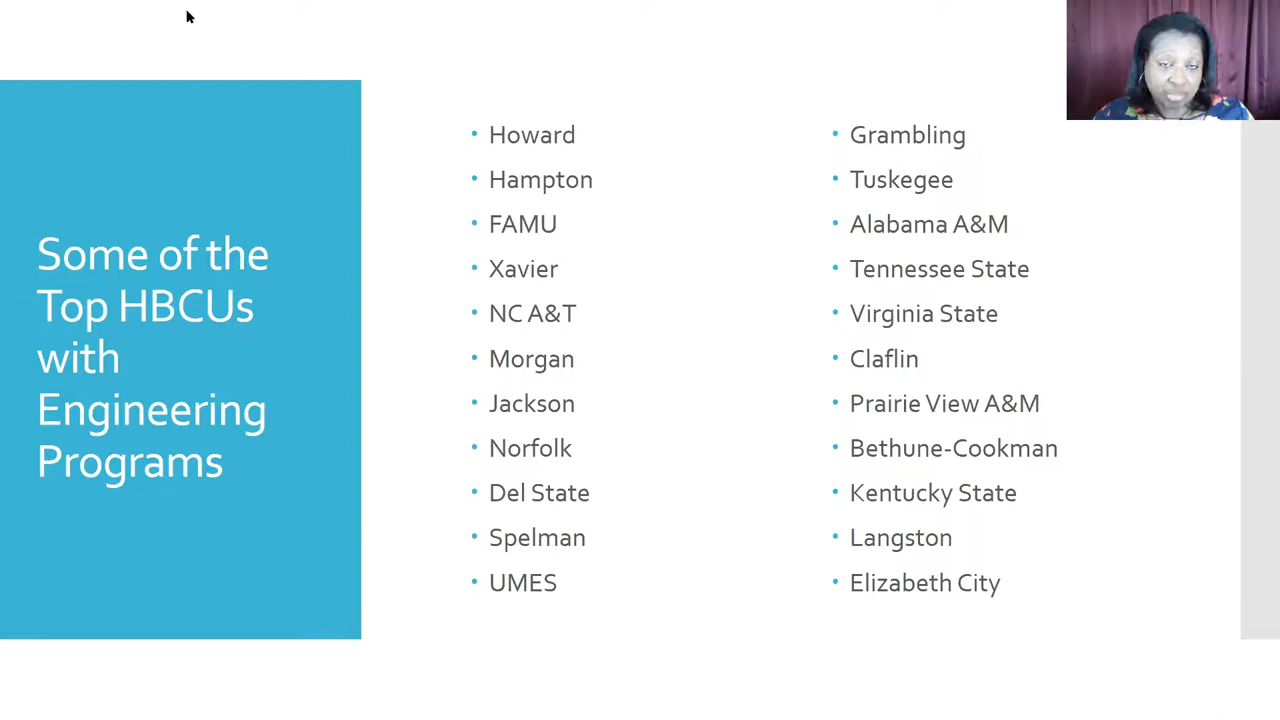 Some of the
Top HBCUs
with
Engineering
Programs
• Howard
• Hampton
• FAMU
• Xavier
• NC A&T
• Morgan
• Jackson
• Norfolk
• Del State
• Spelman
• UMES
• Grambling
• Tuskegee
• Alabama A&M
• Tennessee State
• Virginia State
• Claflin
• Prairie View A&M
• Bethune-Cookman
• Kentucky State
• Langston
• Elizabeth City